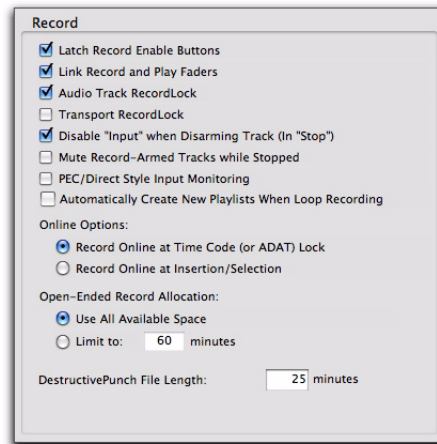 Record
Latch Record Enable Buttons
Link Record and Play Faders
Audio Track RecordLock
Transport RecordLock
Disable "Input" when Disarming Track (In "Stop")
Mute Record-Armed Tracks while Stopped
PEC/Direct Style Input Monitoring
Automatically Create New Playlists When Loop Recording
Online Options:
Record Online at Time Code (or ADAT) Lock
Record Online at Insertion/Selection
Open-Ended Record Allocation:
Use All Available Space
Limit to: 60 minutes
DestructivePunch File Length: 25 minutes